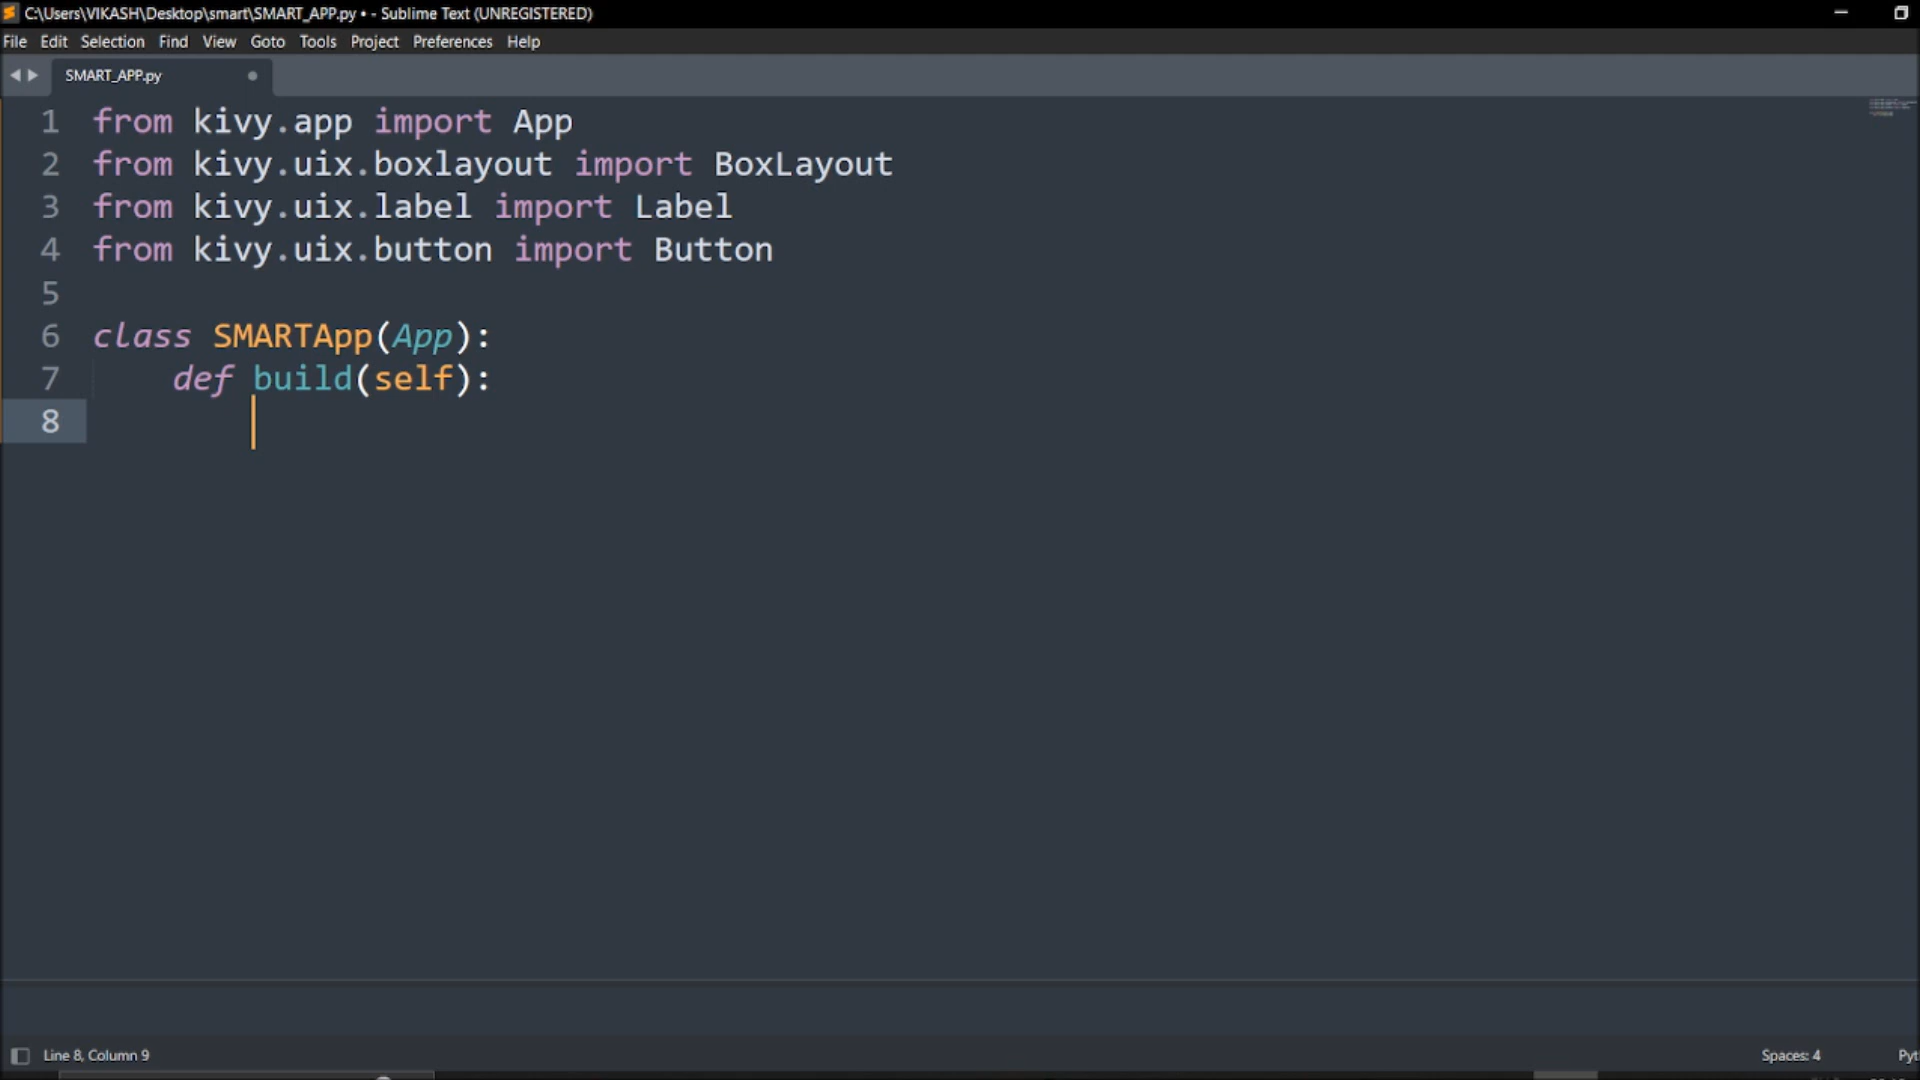 C:\Users\VIKASH\Desktop\smart\SMART_APP.py • - Sublime Text (UNREGISTERED)
File Edit Selection Find View Goto Tools Project Preferences Help
SMART_APP.py
1 from kivy.app import App
2 from kivy.uix.boxlayout import BoxLayout
3 from kivy.uix.label import Label
4 from kivy.uix.button import Button
5
6 class SMARTApp(App):
7 def build(self):
8
Line 8, Column 9 Spaces: 4 Pyt